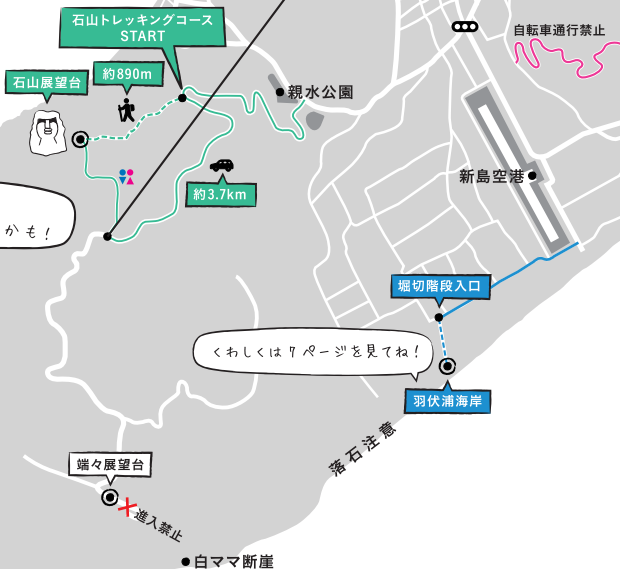 石山トレッキングコース
START
自転車通行禁止
約890m
石山展望台
親水公園
新島空港
約3.7km
かも!
堀切階段入口
くわしくは7ページを見てね!
羽伏浦海岸
落石注意
端々展望台
進入禁止
白ママ断崖